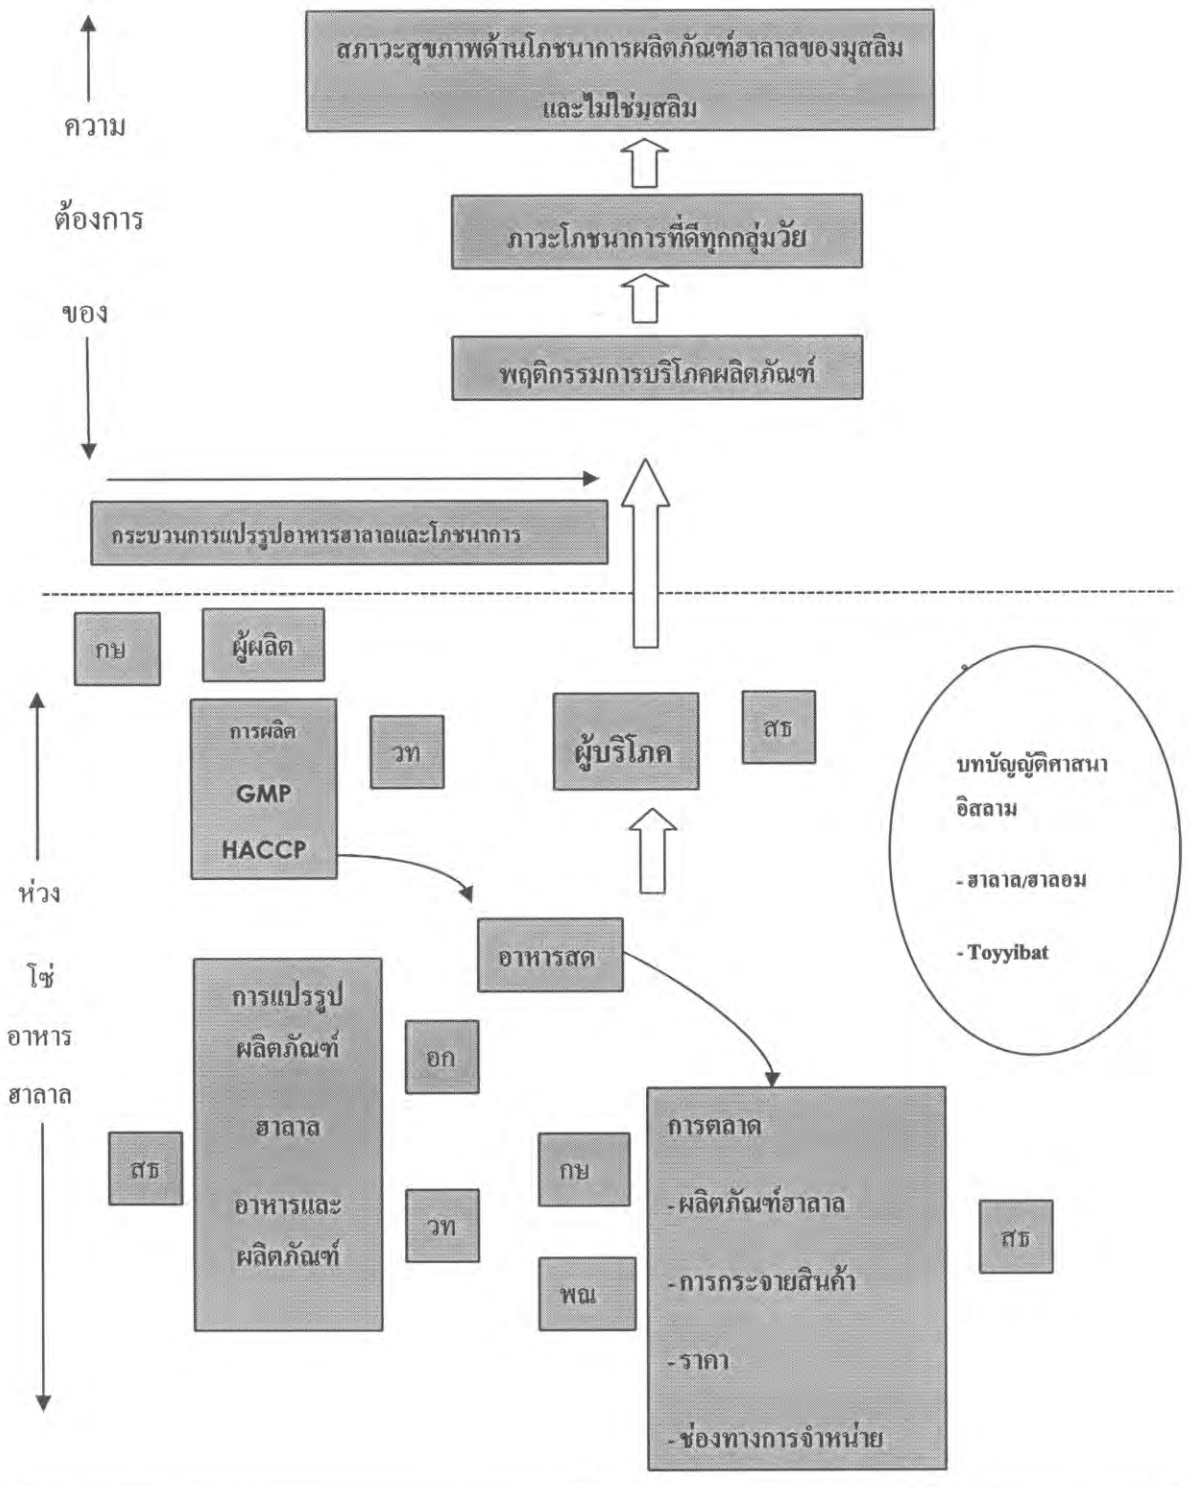 สภาวะสุขภาพด้านโภชนาการผลิตภัณฑ์ฮาลาลของมุสลิม
และไม่ใช่มุสลิม
ความ
ต้องการ
ของ
ภาวะโภชนาการที่ดีทุกกลุ่มวัย
พฤติกรรมการบริโภคผลิตภัณฑ์
กระบวนการแปรรูปอาหารฮาลาลและโภชนาการ
กษ
ผู้ผลิต
การผลิต
GMP
HACCP
วท
ผู้บริโภค
สธ
บทบัญญัติศาสนา
อิสลาม
- ฮาลาล/ฮาลอม
- Toyyibat
ห่วง
โซ่
อาหาร
ฮาลาล
อาหารสด
การแปรรูป
ผลิตภัณฑ์
ฮาลาล
อาหารและ
ผลิตภัณฑ์
อก
สธ
วท
กษ
พณ
การตลาด
- ผลิตภัณฑ์ฮาลาล
- การกระจายสินค้า
- ราคา
- ช่องทางการจำหน่าย
สธ